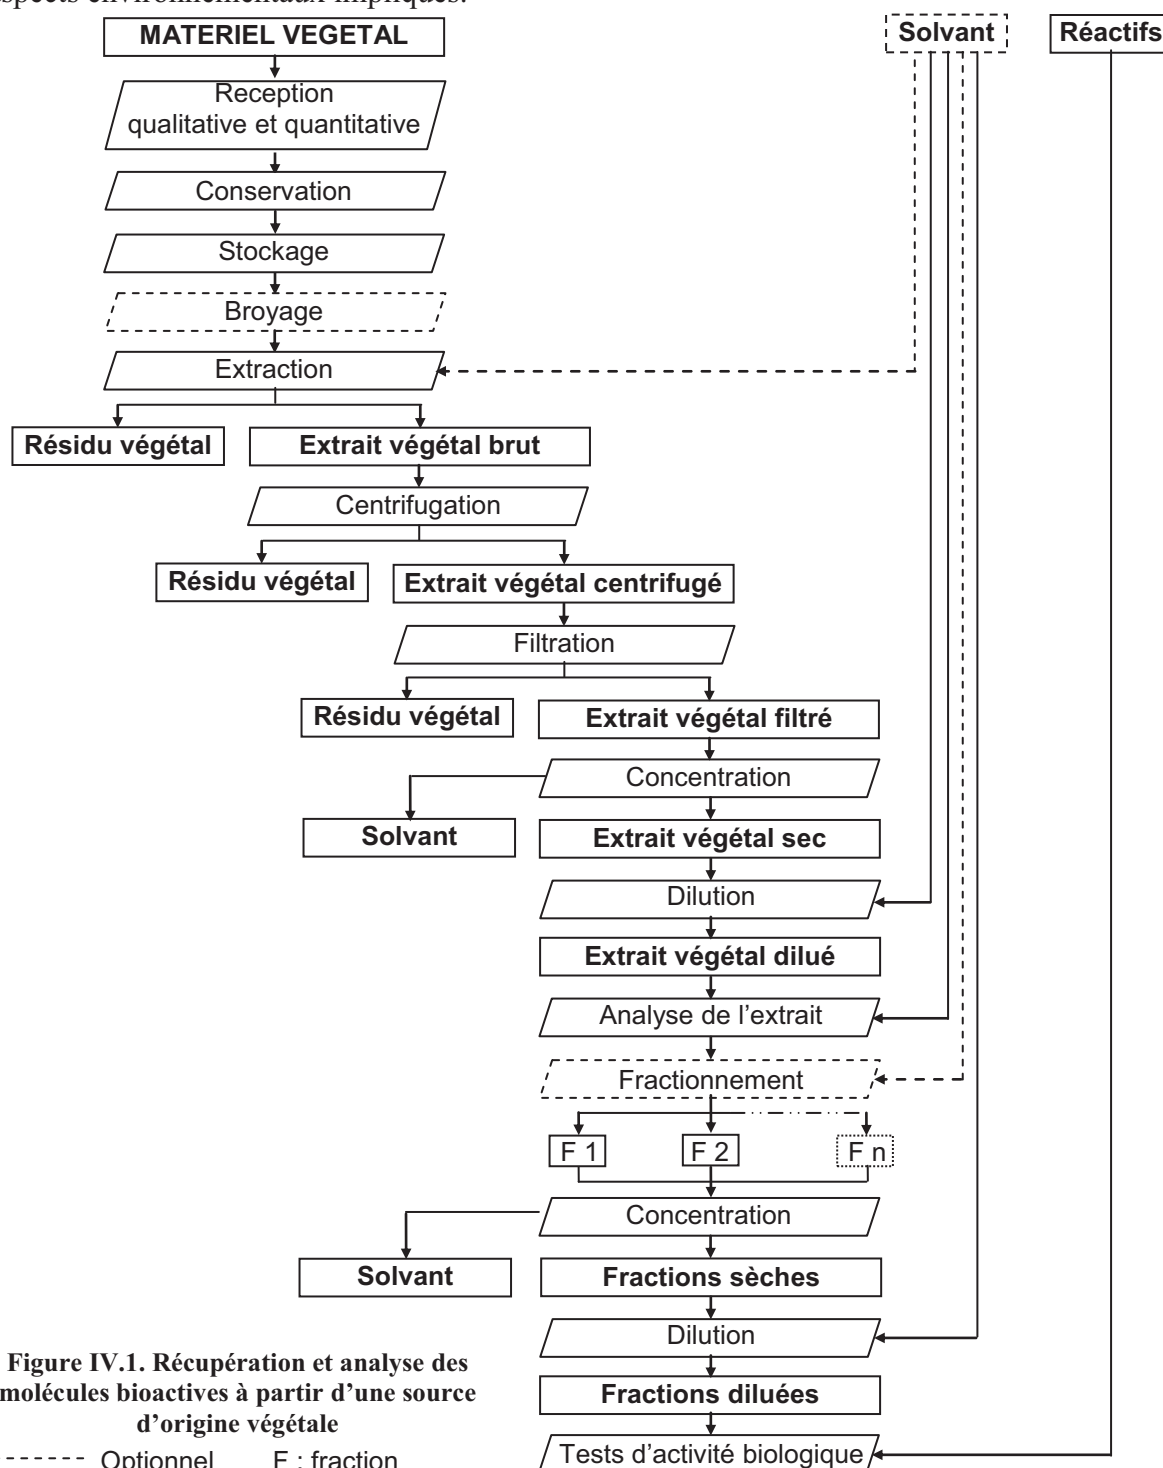 aspects environnementaux impliqués.
MATERIEL VEGETAL
Solvant
Réactifs
Reception
qualitative et quantitative
Conservation
Stockage
Broyage
Extraction
Résidu végétal
Extrait végétal brut
Centrifugation
Résidu végétal
Extrait végétal centrifugé
Filtration
Résidu végétal
Extrait végétal filtré
Concentration
Solvant
Extrait végétal sec
Dilution
Extrait végétal dilué
Analyse de l'extrait
Fractionnement
F 1
F 2
F n
Concentration
Solvant
Fractions sèches
Dilution
Fractions diluées
Tests d'activité biologique
Figure IV.1. Récupération et analyse des
molécules bioactives à partir d'une source
d'origine végétale
Optionnel F : fraction